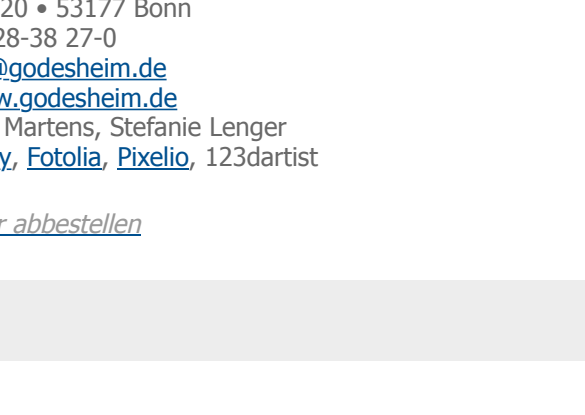 20 • 53177 Bonn
28-38 27-0
@godesheim.de
w.godesheim.de
Martens, Stefanie Lenger
y, Fotolia, Pixelio, 123dartist
r abbestellen